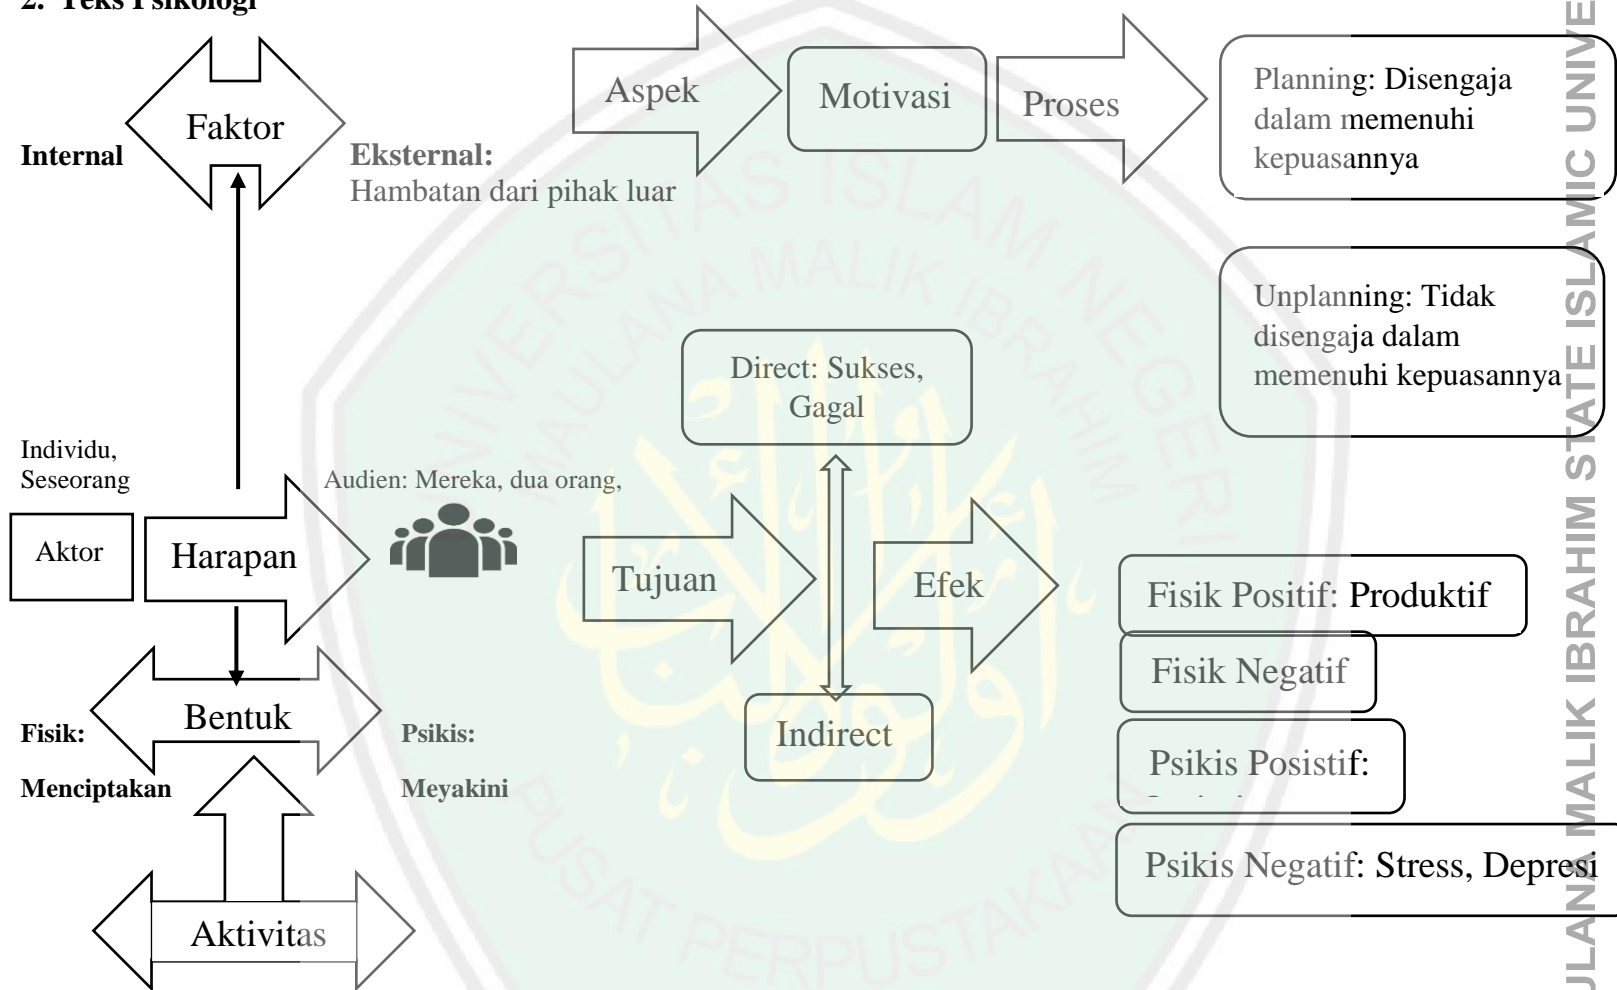 2. Teks Psikologi
Faktor
Internal
Eksternal:
Hambatan dari pihak luar
Aspek
Motivasi
Proses
Planning: Disengaja
dalam memenuhi
kepuasannya
Unplanning: Tidak
disengaja dalam
memenuhi kepuasannya
Direct: Sukses,
Gagal
Individu,
Seseorang
Aktor
Harapan
Audien: Mereka, dua orang,
Tujuan
Efek
Indirect
Fisik Positif: Produktif
Fisik Negatif
Psikis Posistif:
Psikis Negatif: Stress, Depresi
Bentuk
Fisik:
Menciptakan
Psikis:
Meyakini
Aktivitas
UNIVERSITAS ISLAM NEGERI
MAULANA MALIK IBRAHIM
PUSAT PERPUSTAKAAN
ULANA MALIK IBRAHIM STATE ISLAMIC UNIVE